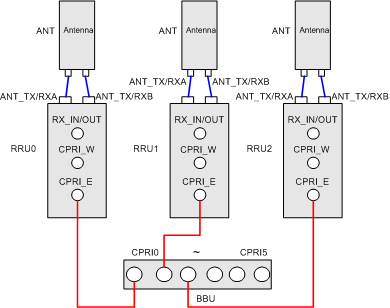 ANT Antenna ANT Antenna ANT Antenna
ANT_TX/RXA ANT_TX/RXB ANT_TX/RXA ANT_TX/RXB ANT_TX/RXA ANT_TX/RXB
RX_IN/OUT RX_IN/OUT RX_IN/OUT
RRU0 CPRI_W RRU1 CPRI_W RRU2 CPRI_W
CPRI_E CPRI_E CPRI_E
CPRI0 ~ CPRI5
BBU